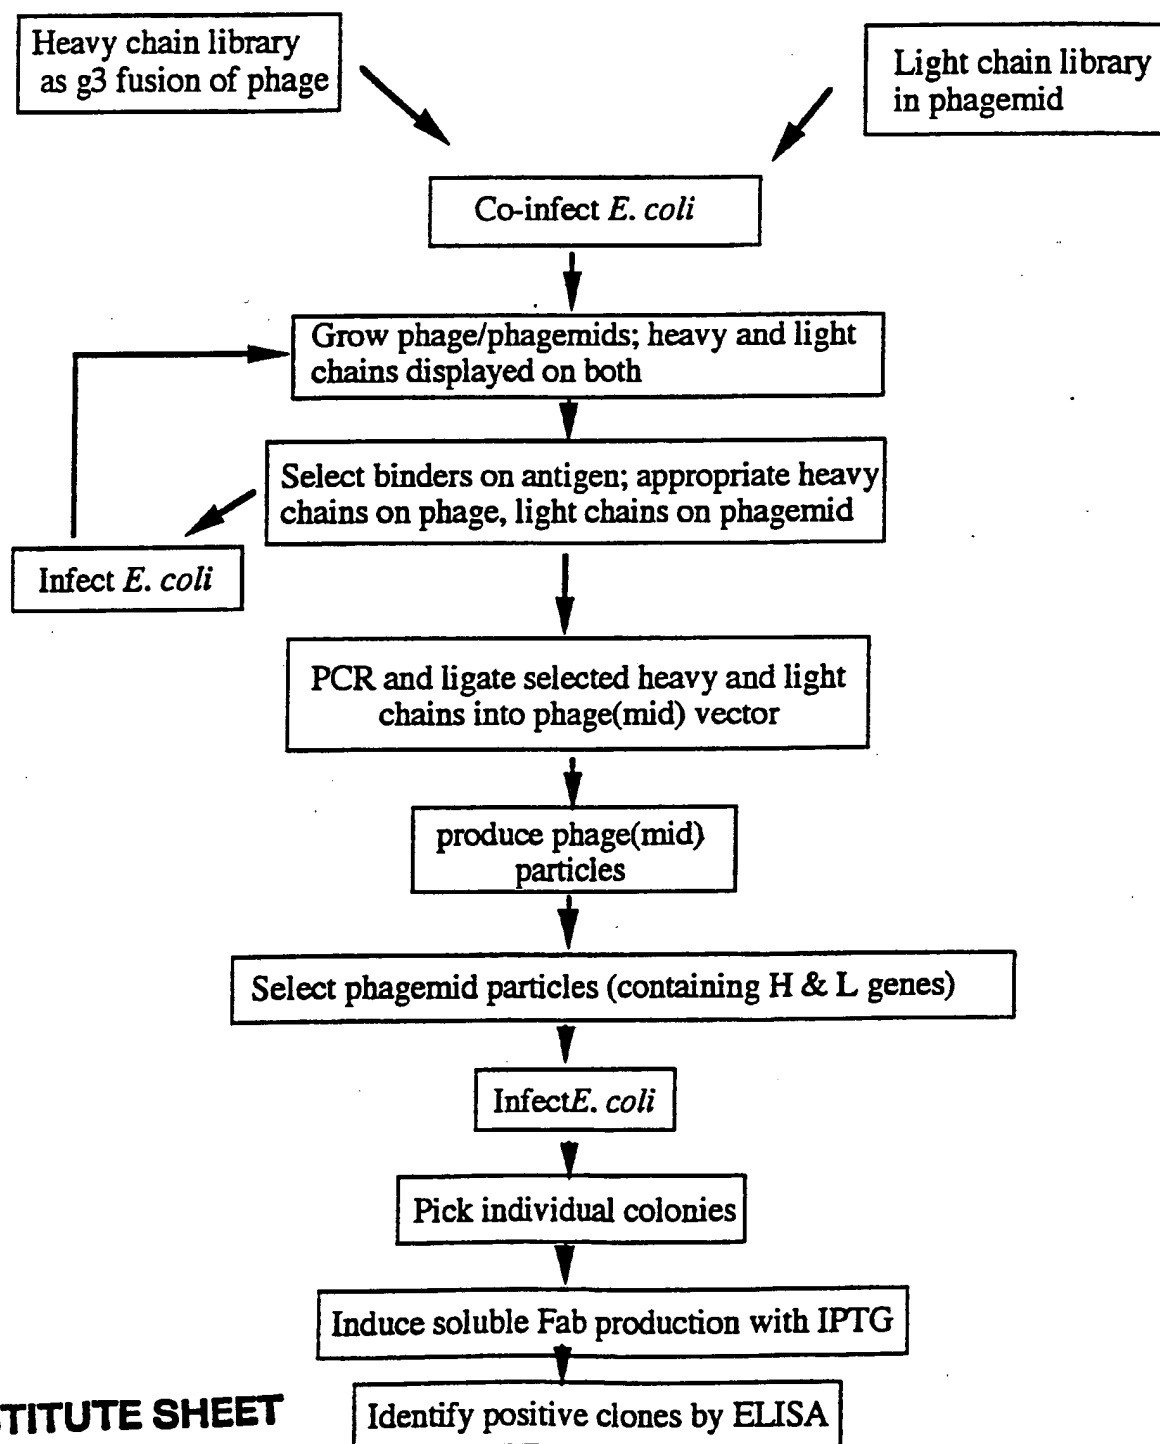 Heavy chain library
as g3 fusion of phage
Light chain library
in phagemid
Co-infect E. coli
Grow phage/phagemids; heavy and light
chains displayed on both
Select binders on antigen; appropriate heavy
chains on phage, light chains on phagemid
Infect E. coli
PCR and ligate selected heavy and light
chains into phage(mid) vector
produce phage(mid)
particles
Select phagemid particles (containing H & L genes)
InfectE. coli
Pick individual colonies
Induce soluble Fab production with IPTG
Identify positive clones by ELISA
TITUTE SHEET